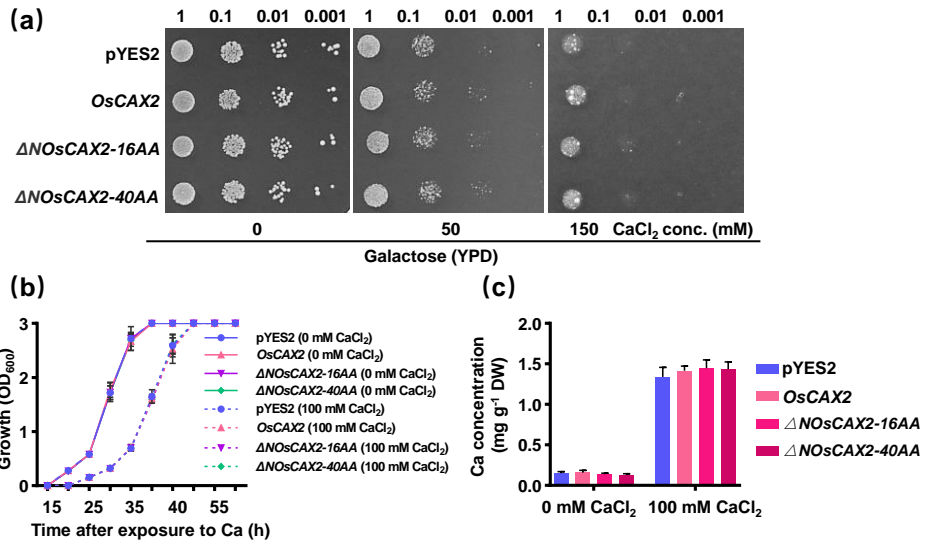 (a)
1 0.1 0.01 0.001 1 0.1 0.01 0.001 1 0.1 0.01 0.001
pYES2
OsCAX2
ΔNOsCAX2-16AA
ΔNOsCAX2-40AA
0 50 150 CaCl₂ conc. (mM)
Galactose (YPD)
(b)
Growth (OD₆₀₀)
3
2
1
0
15 25 35 40 55
Time after exposure to Ca (h)
pYES2 (0 mM CaCl₂)
OsCAX2 (0 mM CaCl₂)
ΔNOsCAX2-16AA (0 mM CaCl₂)
ΔNOsCAX2-40AA (0 mM CaCl₂)
pYES2 (100 mM CaCl₂)
OsCAX2 (100 mM CaCl₂)
ΔNOsCAX2-16AA (100 mM CaCl₂)
ΔNOsCAX2-40AA (100 mM CaCl₂)
(c)
Ca concentration
(mg g⁻¹ DW)
2.0
1.5
1.0
0.5
0.0
0 mM CaCl₂ 100 mM CaCl₂
pYES2
OsCAX2
△NOsCAX2-16AA
△NOsCAX2-40AA